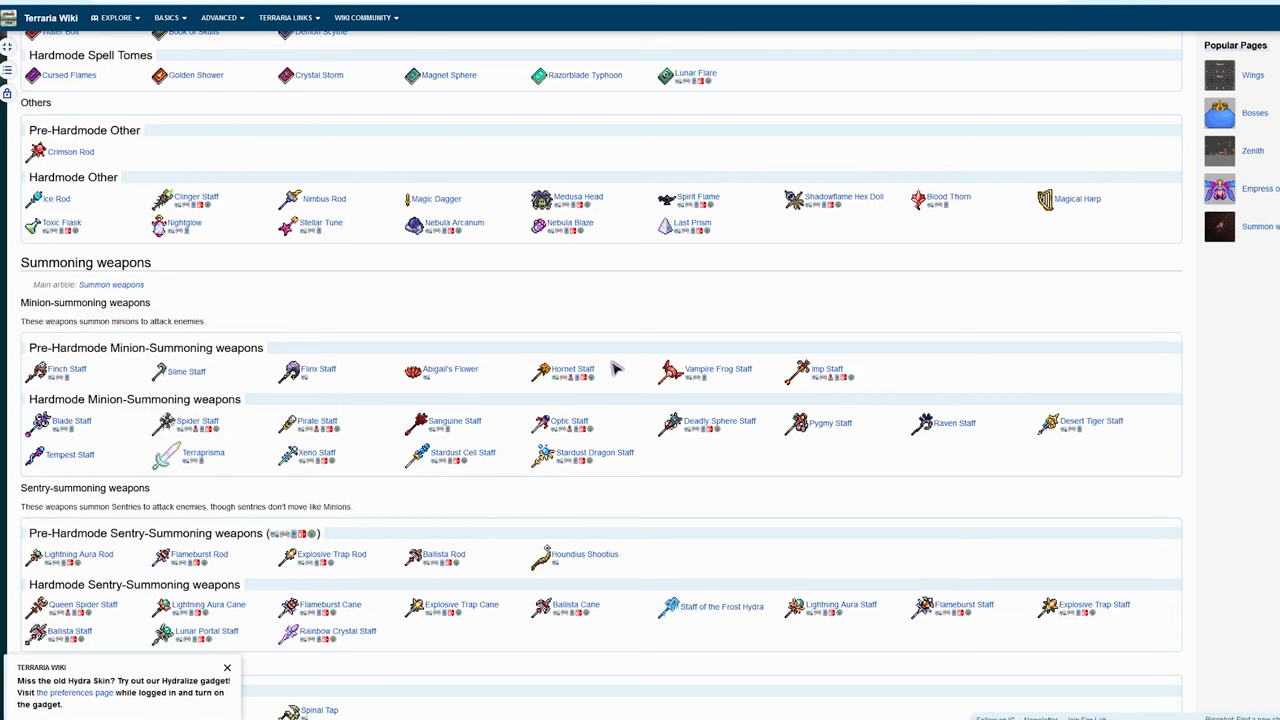 Terraria Wiki EXPLORE BASICS ADVANCED TERRARIA LINKS WIKI COMMUNITY
Water Bolt Book of Skulls Demon Scythe
Hardmode Spell Tomes
Cursed Flames Golden Shower Crystal Storm Magnet Sphere Razorblade Typhoon Lunar Flare
Others
Pre-Hardmode Other
Crimson Rod
Hardmode Other
Ice Rod Clinger Staff Nimbus Rod Magic Dagger Medusa Head Spirit Flame Shadowflame Hex Doll Blood Thorn Magical Harp
Toxic Flask Nightglow Stellar Tune Nebula Arcanum Nebula Blaze Last Prism
Summoning weapons
Main article: Summon weapons
Minion-summoning weapons
These weapons summon minions to attack enemies.
Pre-Hardmode Minion-Summoning weapons
Finch Staff Slime Staff Flinx Staff Abigail's Flower Hornet Staff Vampire Frog Staff Imp Staff
Hardmode Minion-Summoning weapons
Blade Staff Spider Staff Pirate Staff Sanguine Staff Optic Staff Deadly Sphere Staff Pygmy Staff Raven Staff Desert Tiger Staff
Tempest Staff Terraprisma Xeno Staff Stardust Cell Staff Stardust Dragon Staff
Sentry-summoning weapons
These weapons summon Sentries to attack enemies, though sentries don't move like Minions.
Pre-Hardmode Sentry-Summoning weapons ( )
Lightning Aura Rod Flameburst Rod Explosive Trap Rod Ballista Rod Houndius Shootius
Hardmode Sentry-Summoning weapons
Queen Spider Staff Lightning Aura Cane Flameburst Cane Explosive Trap Cane Ballista Cane Staff of the Frost Hydra Lightning Aura Staff Flameburst Staff Explosive Trap Staff
Ballista Staff Lunar Portal Staff Rainbow Crystal Staff
Spinal Tap
TERRARIA WIKI
Miss the old Hydra Skin? Try out our Hydralize gadget!
Visit the preferences page while logged in and turn on
the gadget.
Popular Pages
Wings
Bosses
Zenith
Empress o
Summon w